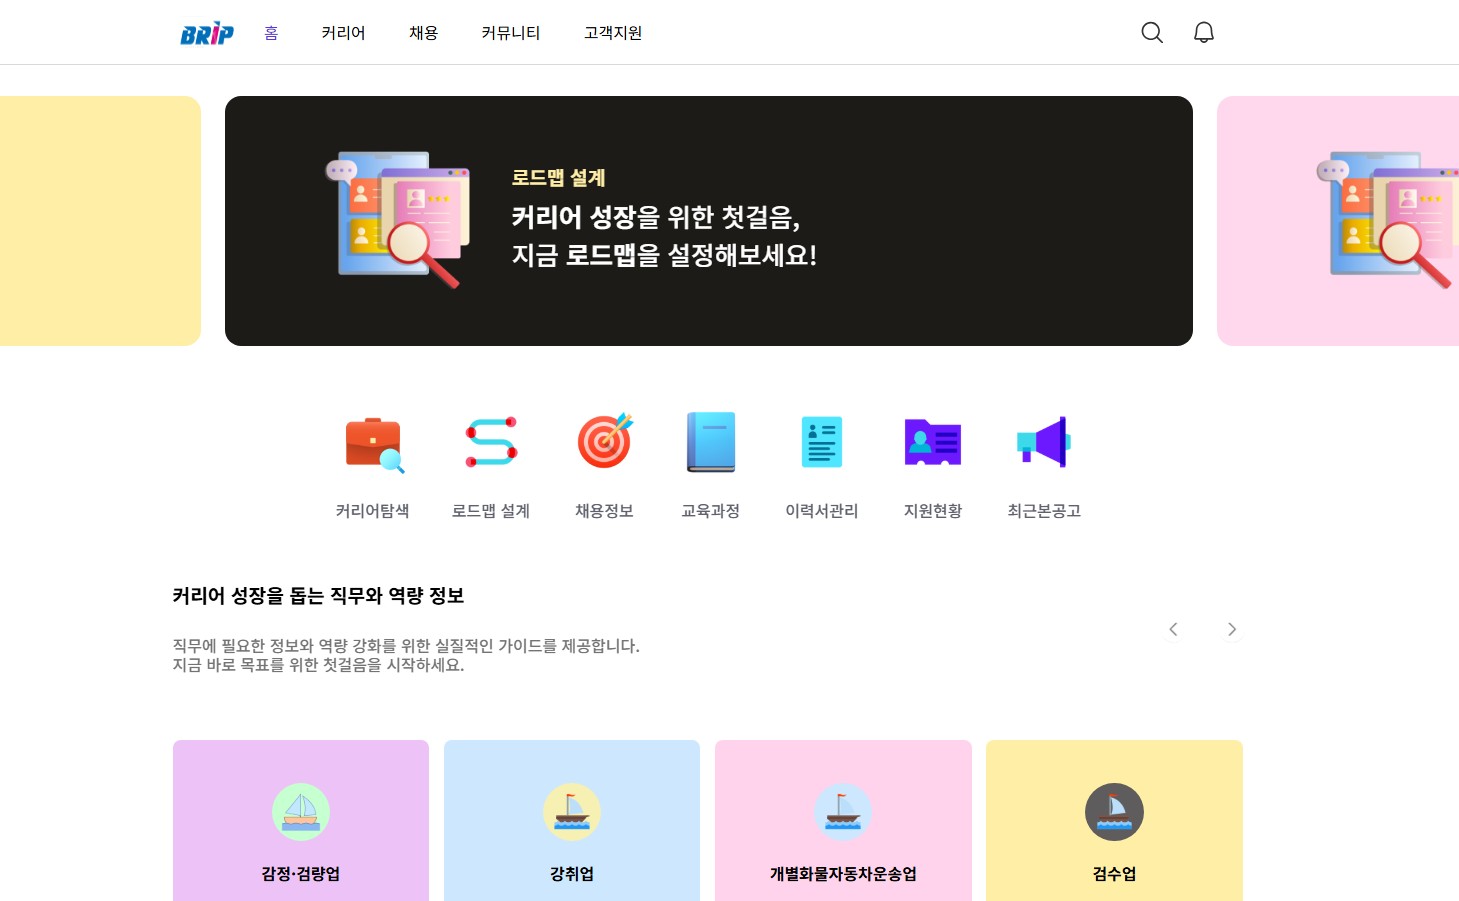 BRIP 홈 커리어 채용 커뮤니티 고객지원
로드맵 설계
커리어 성장을 위한 첫걸음,
지금 로드맵을 설정해보세요!
커리어탐색 로드맵 설계 채용정보 교육과정 이력서관리 지원현황 최근본공고
커리어 성장을 돕는 직무와 역량 정보
직무에 필요한 정보와 역량 강화를 위한 실질적인 가이드를 제공합니다.
지금 바로 목표를 위한 첫걸음을 시작하세요.
감정·검량업 강취업 개별화물자동차운송업 검수업